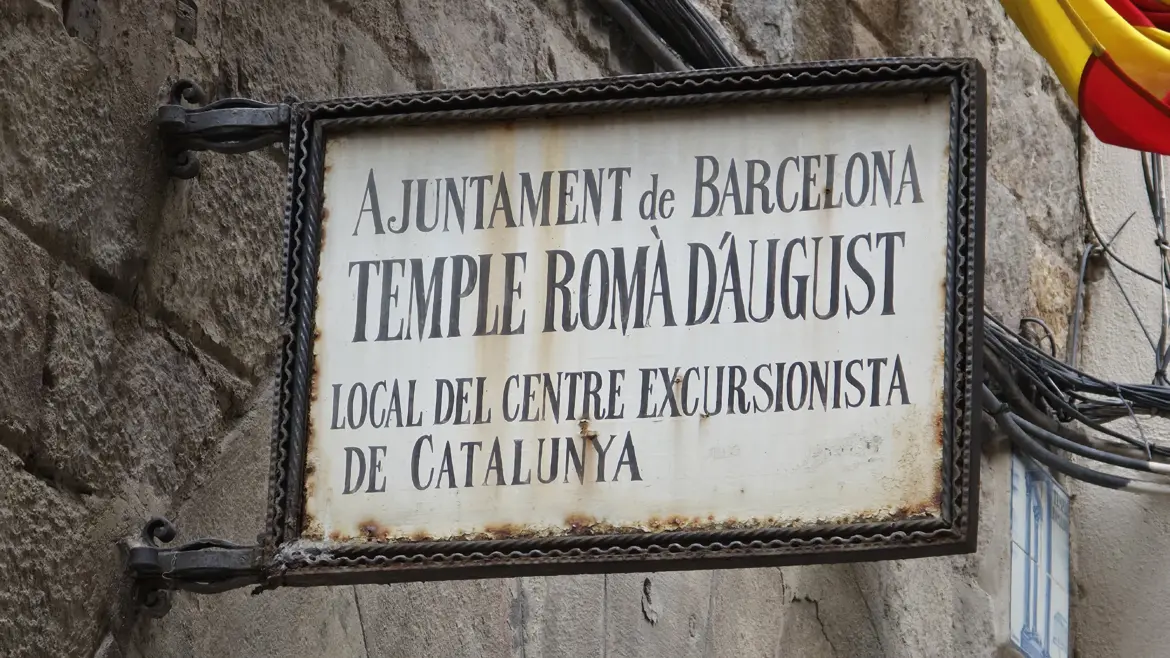 AJUNTAMENT de BARCELONA
TEMPLE ROMÀ D'AUGUST
LOCAL DEL CENTRE EXCURSIONISTA
DE CATALUNYA